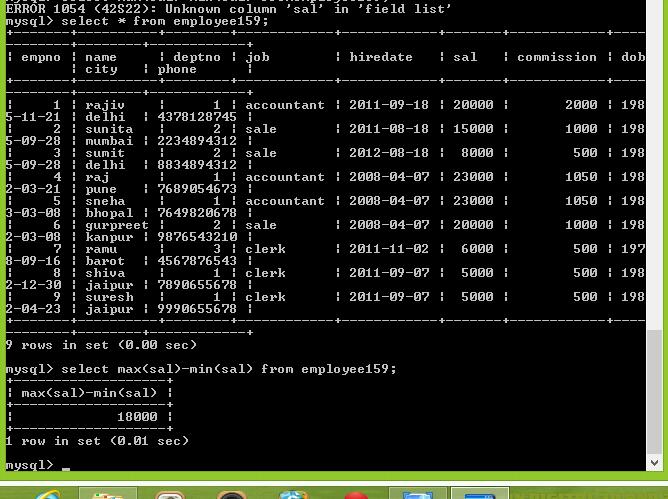 ERROR 1054 (42S22): Unknown column 'sal' in 'field list'
mysql> select * from employee159;
+-------+----------+--------+------------+------------+-------+------------+----
| empno | name | deptno | job | hiredate | sal | commission | dob
| city | phone |
| 1 | rajiv | 1 | accountant | 2011-09-18 | 20000 | 2000 | 198
5-11-21 | delhi | 4378128745 |
| 2 | sunita | 2 | sale | 2011-08-18 | 15000 | 1000 | 198
5-09-28 | mumbai | 2234894312 |
| 3 | sumit | 2 | sale | 2012-08-18 | 8000 | 500 | 198
5-09-28 | delhi | 8834894312 |
| 4 | raj | 1 | accountant | 2008-04-07 | 23000 | 1050 | 198
2-03-21 | pune | 7689054673 |
| 5 | sneha | 1 | accountant | 2008-04-07 | 23000 | 1050 | 198
3-03-08 | bhopal | 7649820678 |
| 6 | gurpreet | 2 | sale | 2008-04-07 | 20000 | 1000 | 198
2-03-08 | kanpur | 9876543210 |
| 7 | ramu | 3 | clerk | 2011-11-02 | 6000 | 500 | 197
8-09-16 | barot | 4567876543 |
| 8 | shiva | 1 | clerk | 2011-09-07 | 5000 | 500 | 198
2-12-30 | jaipur | 7890655678 |
| 9 | suresh | 1 | clerk | 2011-09-07 | 5000 | 500 | 198
2-04-23 | jaipur | 9990655678 |
9 rows in set (0.00 sec)
mysql> select max(sal)-min(sal) from employee159;
+-------------------+
| max(sal)-min(sal) |
+-------------------+
| 18000 |
+-------------------+
1 row in set (0.01 sec)
mysql> _